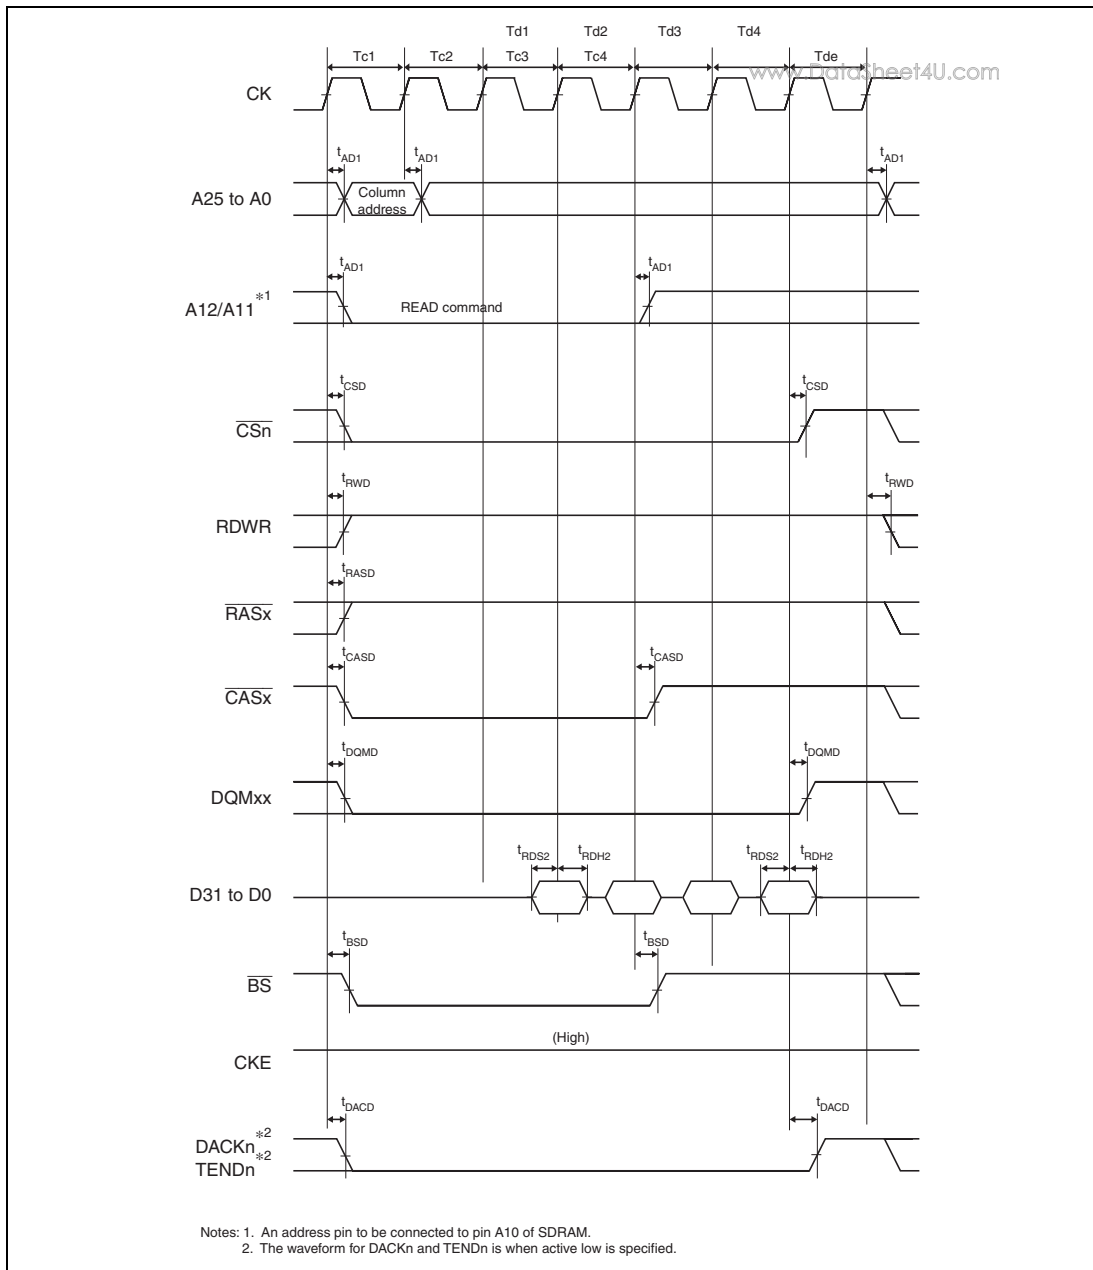 Td1 Td2 Td3 Td4
Tc1 Tc2 Tc3 Tc4 Tde
www.DataSheet4U.com
CK
tAD1 tAD1 tAD1
A25 to A0
Column
address
tAD1 tAD1
A12/A11*1
READ command
tCSD tCSD
CSn
tRWD tRWD
RDWR
tRASD
RASx
tCASD tCASD
CASx
tDQMD tDQMD
DQMxx
tRDS2 tRDH2 tRDS2 tRDH2
D31 to D0
tBSD tBSD
BS
(High)
CKE
tDACD tDACD
DACKn*2
TENDn*2
Notes: 1. An address pin to be connected to pin A10 of SDRAM.
2. The waveform for DACKn and TENDn is when active low is specified.